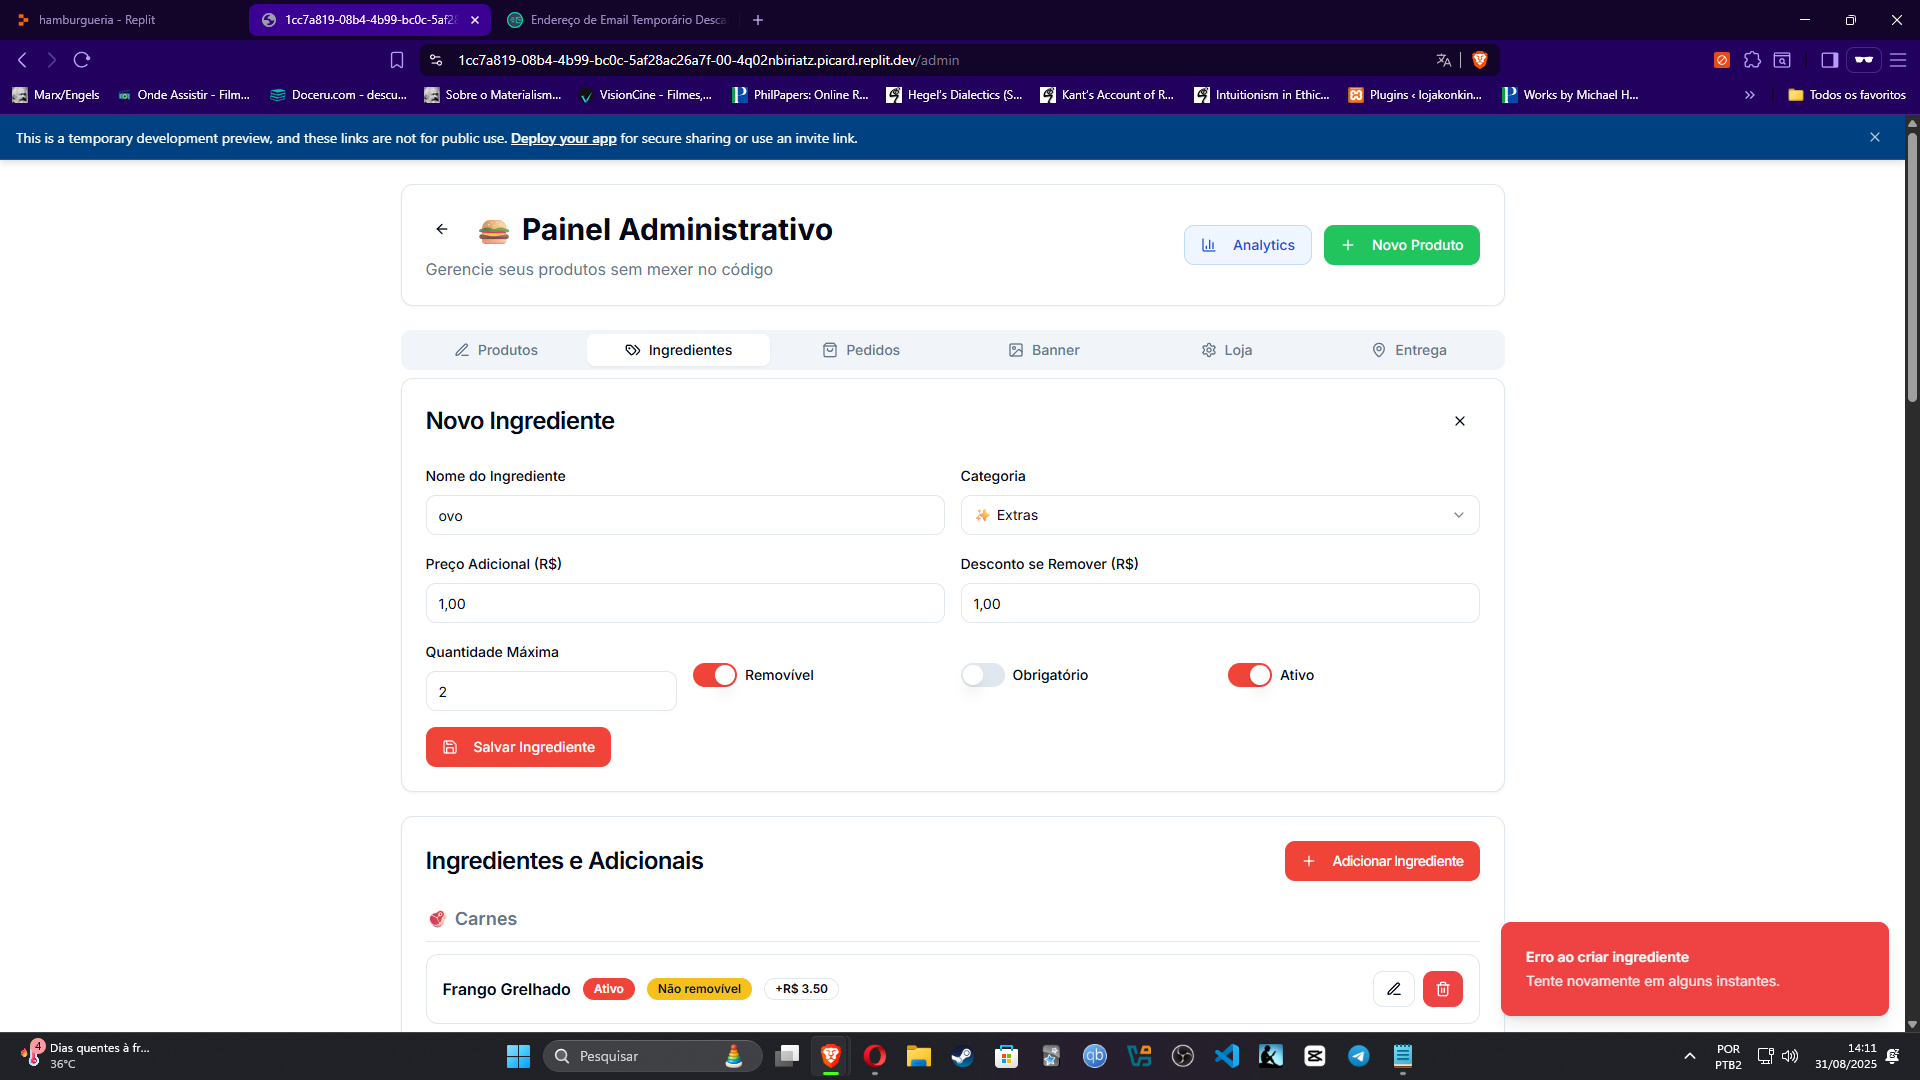 hamburgueria - Replit
1cc7a819-08b4-4b99-bc0c-5af28
Endereço de Email Temporário Desca
1cc7a819-08b4-4b99-bc0c-5af28ac26a7f-00-4q02nbiriatz.picard.replit.dev/admin
Marx/Engels
Onde Assistir - Film...
Doceru.com - descu...
Sobre o Materialism...
VisionCine - Filmes,...
PhilPapers: Online R...
Hegel's Dialectics (S...
Kant's Account of R...
Intuitionism in Ethic...
Plugins ‹ lojakonkin...
Works by Michael H...
Todos os favoritos
This is a temporary development preview, and these links are not for public use. Deploy your app for secure sharing or use an invite link.
Painel Administrativo
Gerencie seus produtos sem mexer no código
Analytics
Novo Produto
Produtos
Ingredientes
Pedidos
Banner
Loja
Entrega
Novo Ingrediente
Nome do Ingrediente
Categoria
ovo
Extras
Preço Adicional (R$)
Desconto se Remover (R$)
1,00
1,00
Quantidade Máxima
2
Removível
Obrigatório
Ativo
Salvar Ingrediente
Ingredientes e Adicionais
Adicionar Ingrediente
Carnes
Frango Grelhado
Ativo
Não removível
+R$ 3.50
Erro ao criar ingrediente
Tente novamente em alguns instantes.
4
Dias quentes à fr...
36°C
Pesquisar
qb
POR
PTB2
14:11
31/08/2025